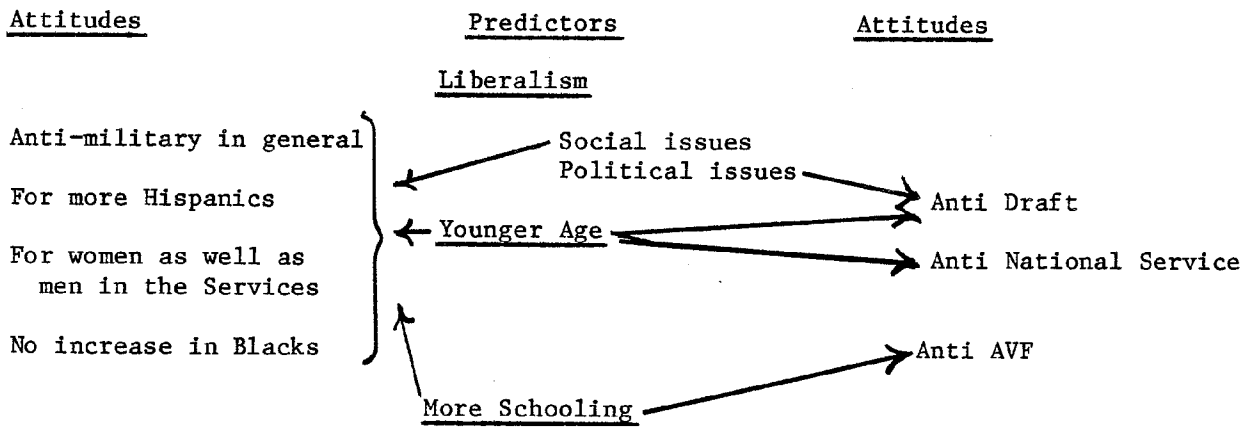 Attitudes
Predictors
Attitudes
Liberalism
Anti-military in general
For more Hispanics
For women as well as
men in the Services
No increase in Blacks
Social issues
Political issues
Younger Age
More Schooling
Anti Draft
Anti National Service
Anti AVF